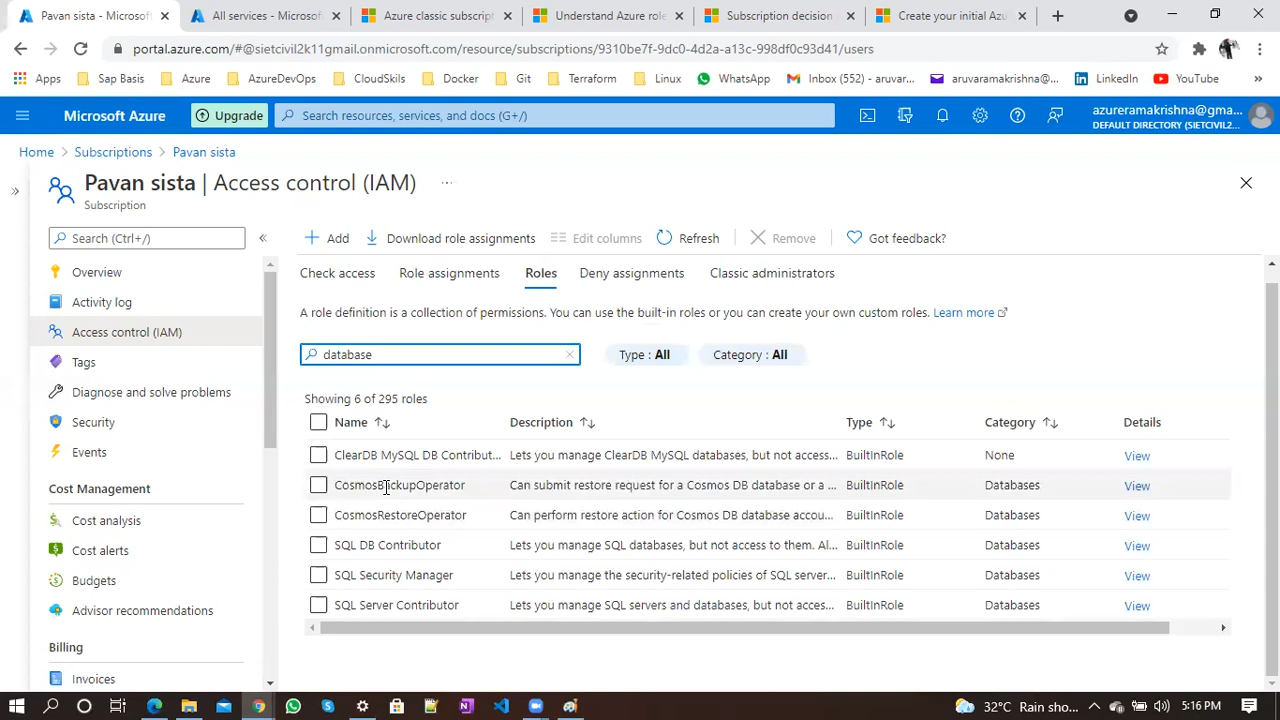 Pavan sista - Microsoft Azure
All services - Microsoft
Azure classic subscript
Understand Azure role
Subscription decision
Create your initial Azu
portal.azure.com/#@sietcivil2k11gmail.onmicrosoft.com/resource/subscriptions/9310be7f-9dc0-4d2a-a13c-998df0c93d41/users
Apps
Sap Basis
Azure
AzureDevOps
CloudSkils
Docker
Git
Terraform
Linux
WhatsApp
Inbox (552) - aruvar...
aruvaramakrishna@...
LinkedIn
YouTube
»
Microsoft Azure
Upgrade
Search resources, services, and docs (G+/)
azureramakrishna@gma...
DEFAULT DIRECTORY (SIETCIVIL2...
Home > Subscriptions > Pavan sista
Pavan sista | Access control (IAM) ...
Subscription
Search (Ctrl+/)
Overview
Activity log
Access control (IAM)
Tags
Diagnose and solve problems
Security
Events
Cost Management
Cost analysis
Cost alerts
Budgets
Advisor recommendations
Billing
Invoices
Add
Download role assignments
Edit columns
Refresh
Remove
Got feedback?
Check access
Role assignments
Roles
Deny assignments
Classic administrators
A role definition is a collection of permissions. You can use the built-in roles or you can create your own custom roles. Learn more
database
Type : All
Category : All
Showing 6 of 295 roles
Name Description Type Category Details
ClearDB MySQL DB Contribut... Lets you manage ClearDB MySQL databases, but not access... BuiltInRole None View
CosmosBackupOperator Can submit restore request for a Cosmos DB database or a ... BuiltInRole Databases View
CosmosRestoreOperator Can perform restore action for Cosmos DB database accou... BuiltInRole Databases View
SQL DB Contributor Lets you manage SQL databases, but not access to them. Al... BuiltInRole Databases View
SQL Security Manager Lets you manage the security-related policies of SQL server... BuiltInRole Databases View
SQL Server Contributor Lets you manage SQL servers and databases, but not acces... BuiltInRole Databases View
32°C Rain sho...
5:16 PM